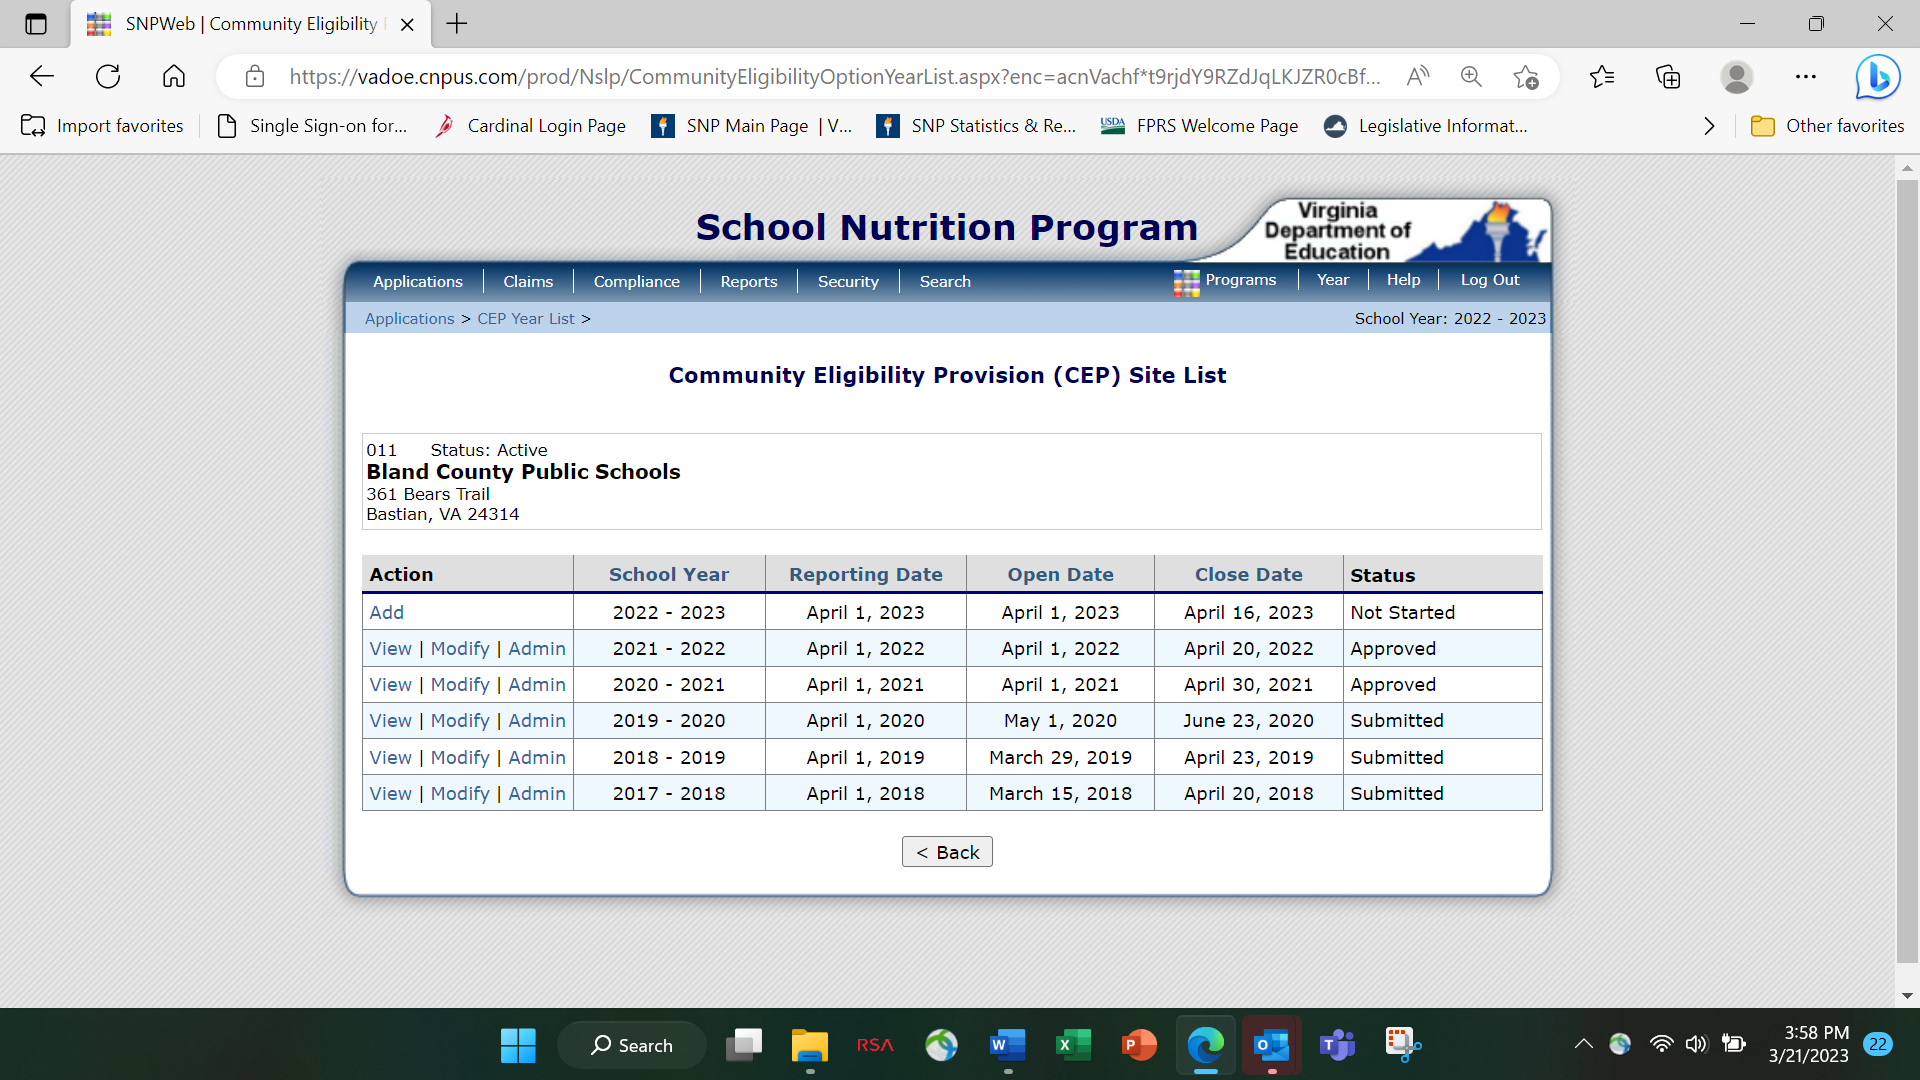 SNPWeb | Community Eligibility
https://vadoe.cnpus.com/prod/Nslp/CommunityEligibilityOptionYearList.aspx?enc=acnVachf*t9rjdY9RZdJqLKJZR0cBf...
Import favorites Single Sign-on for... Cardinal Login Page SNP Main Page | V... SNP Statistics & Re... USDA FPRS Welcome Page Legislative Informat... Other favorites
School Nutrition Program
Virginia
Department of
Education
Applications Claims Compliance Reports Security Search Programs Year Help Log Out
Applications > CEP Year List > School Year: 2022 - 2023
Community Eligibility Provision (CEP) Site List
011 Status: Active
Bland County Public Schools
361 Bears Trail
Bastian, VA 24314
Action School Year Reporting Date Open Date Close Date Status
Add 2022 - 2023 April 1, 2023 April 1, 2023 April 16, 2023 Not Started
View | Modify | Admin 2021 - 2022 April 1, 2022 April 1, 2022 April 20, 2022 Approved
View | Modify | Admin 2020 - 2021 April 1, 2021 April 1, 2021 April 30, 2021 Approved
View | Modify | Admin 2019 - 2020 April 1, 2020 May 1, 2020 June 23, 2020 Submitted
View | Modify | Admin 2018 - 2019 April 1, 2019 March 29, 2019 April 23, 2019 Submitted
View | Modify | Admin 2017 - 2018 April 1, 2018 March 15, 2018 April 20, 2018 Submitted
< Back
Search RSA 3:58 PM
3/21/2023 22